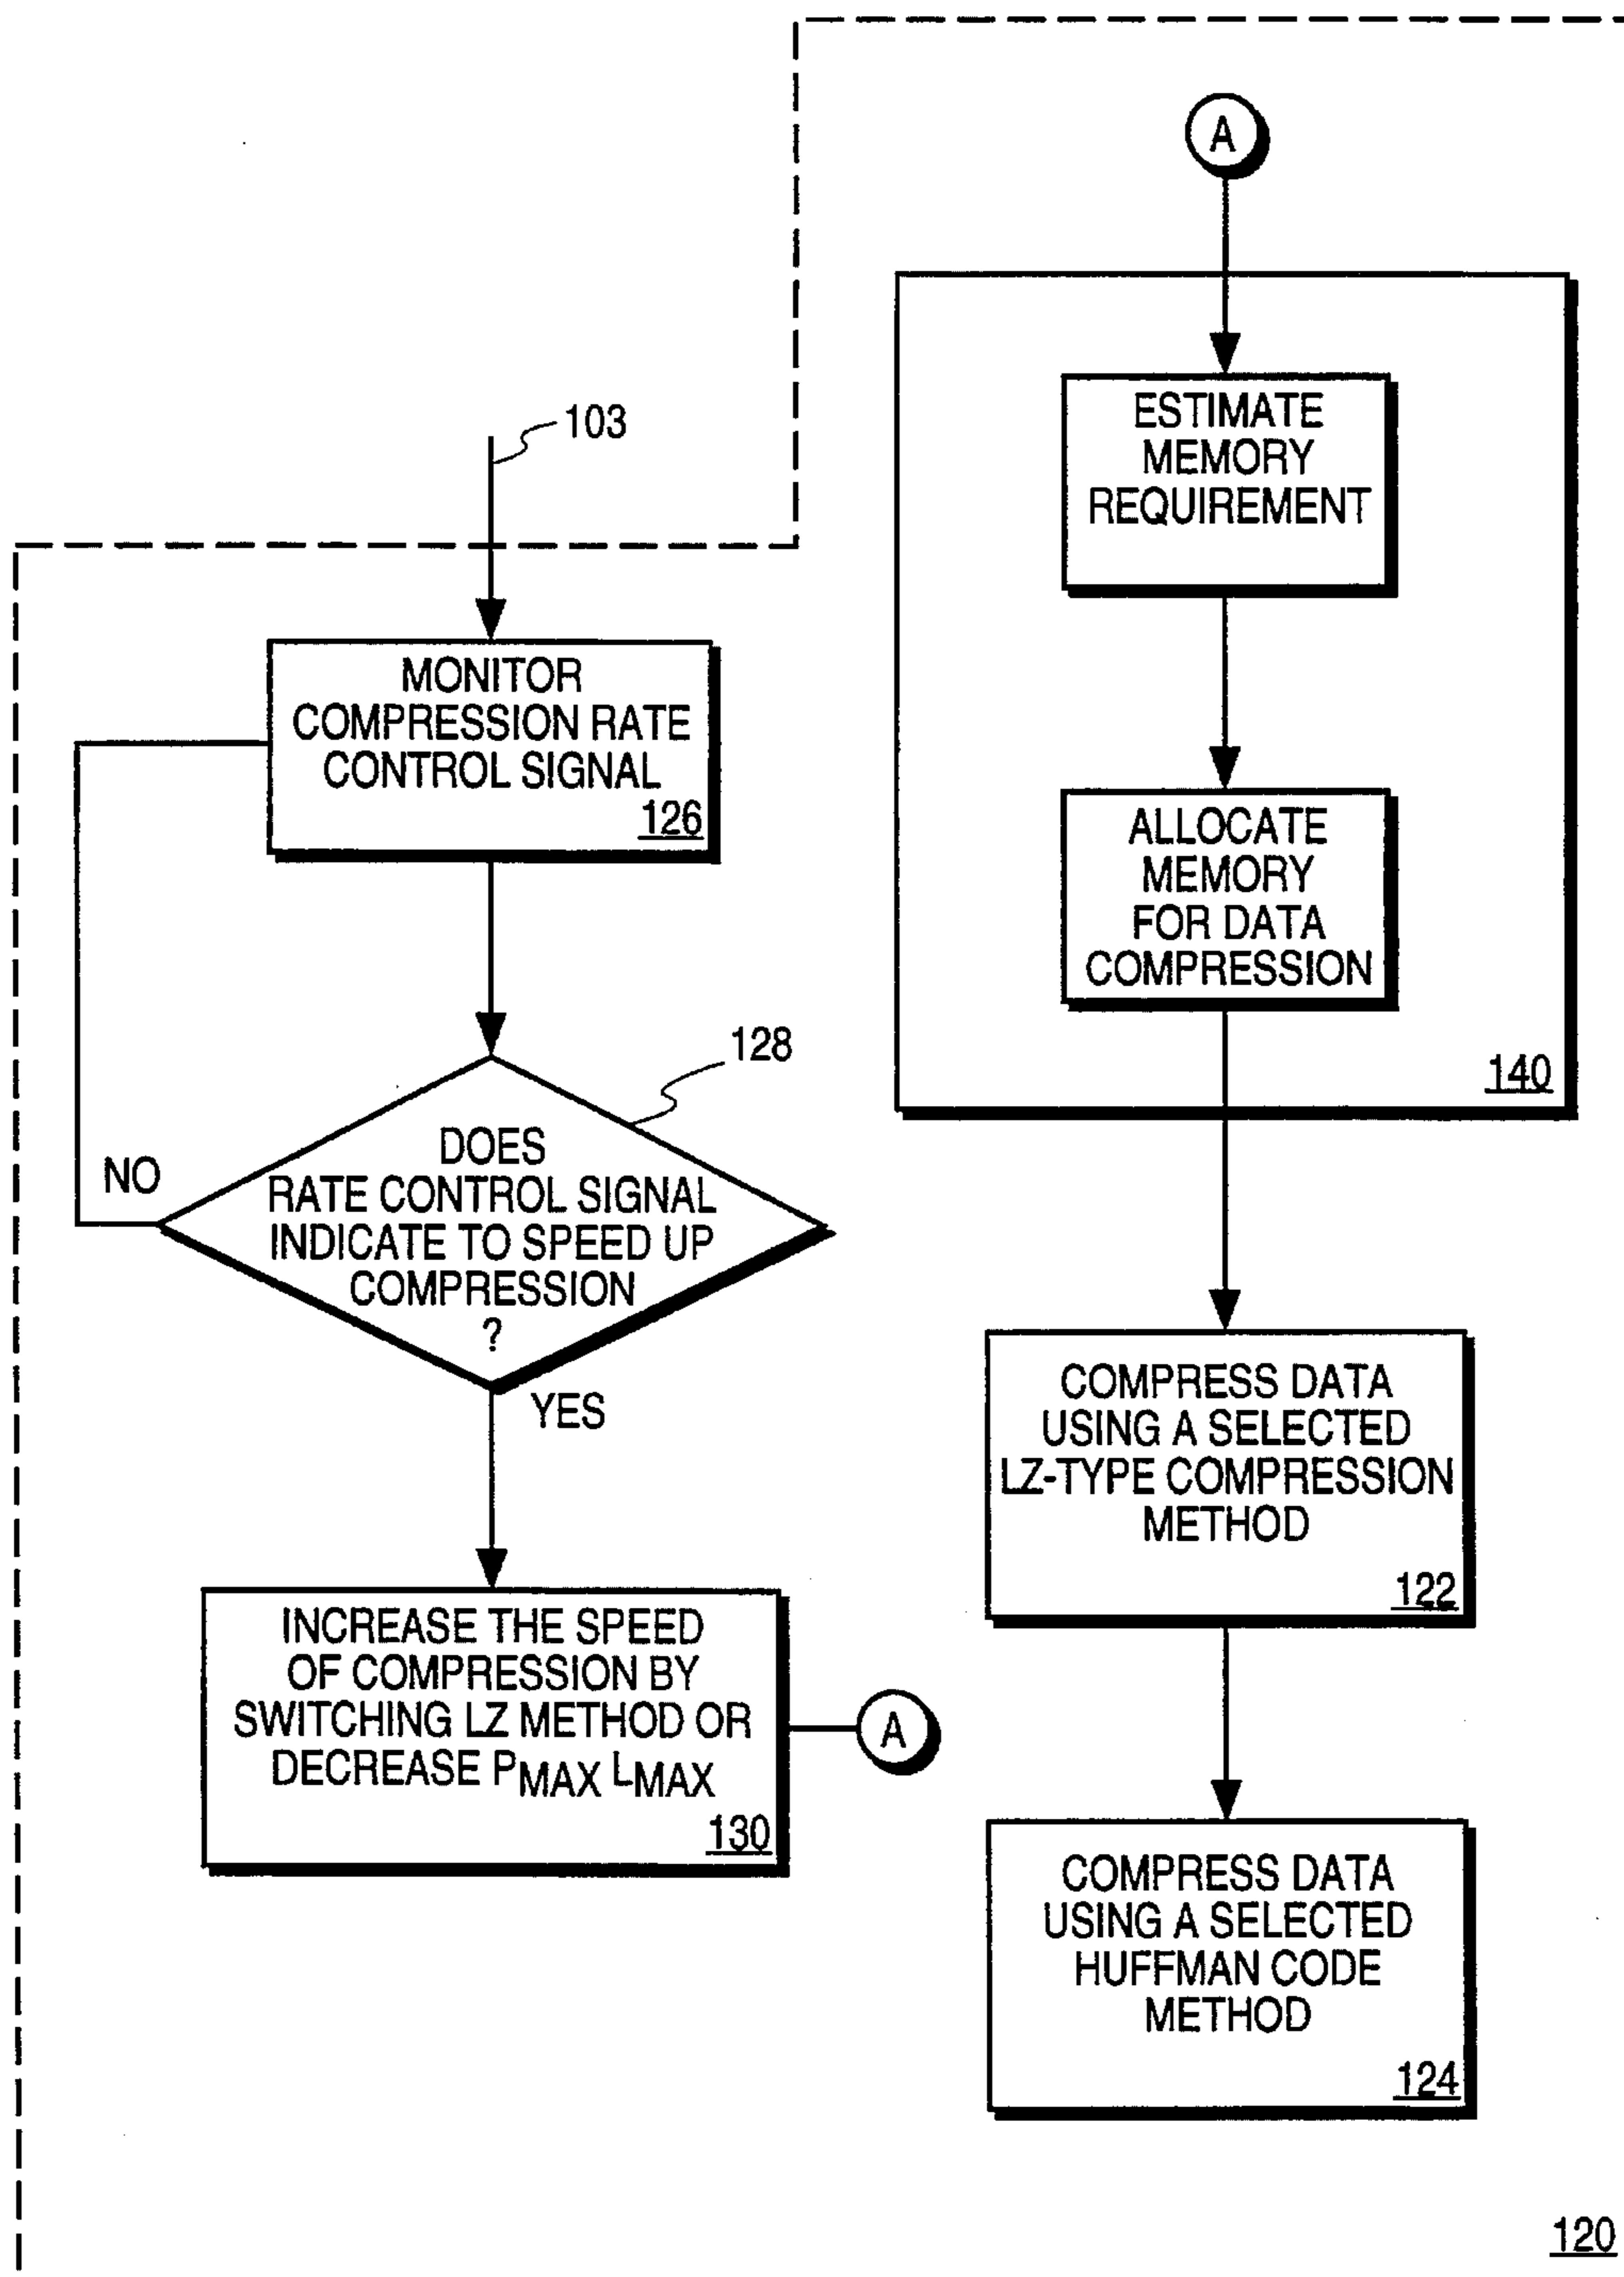 103
MONITOR
COMPRESSION RATE
CONTROL SIGNAL
126
128
DOES
RATE CONTROL SIGNAL
INDICATE TO SPEED UP
COMPRESSION
?
NO
YES
INCREASE THE SPEED
OF COMPRESSION BY
SWITCHING LZ METHOD OR
DECREASE PMAX LMAX
130
A
A
ESTIMATE
MEMORY
REQUIREMENT
ALLOCATE
MEMORY
FOR DATA
COMPRESSION
140
COMPRESS DATA
USING A SELECTED
LZ-TYPE COMPRESSION
METHOD
122
COMPRESS DATA
USING A SELECTED
HUFFMAN CODE
METHOD
124
120